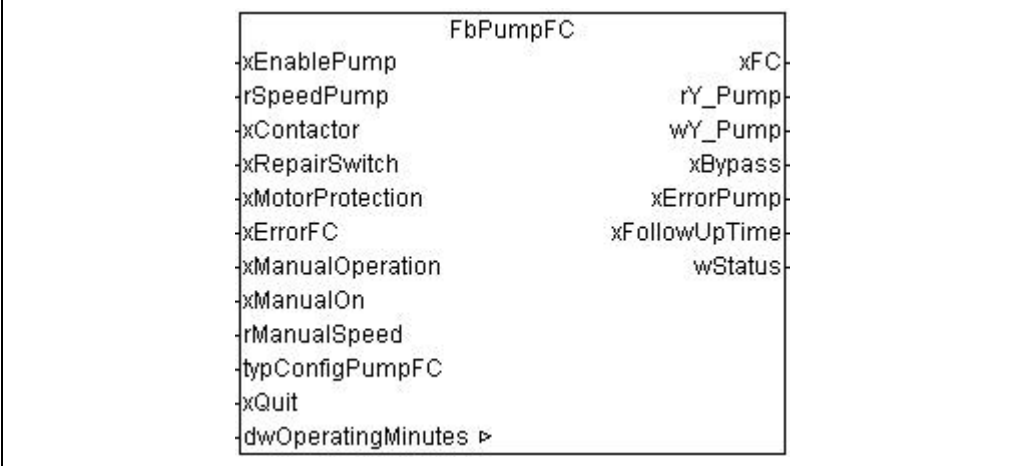 FbPumpFC
xEnablePump xFC
rSpeedPump rY_Pump
xContactor wY_Pump
xRepairSwitch xBypass
xMotorProtection xErrorPump
xErrorFC xFollowUpTime
xManualOperation wStatus
xManualOn
rManualSpeed
typConfigPumpFC
xQuit
dwOperatingMinutes ▷